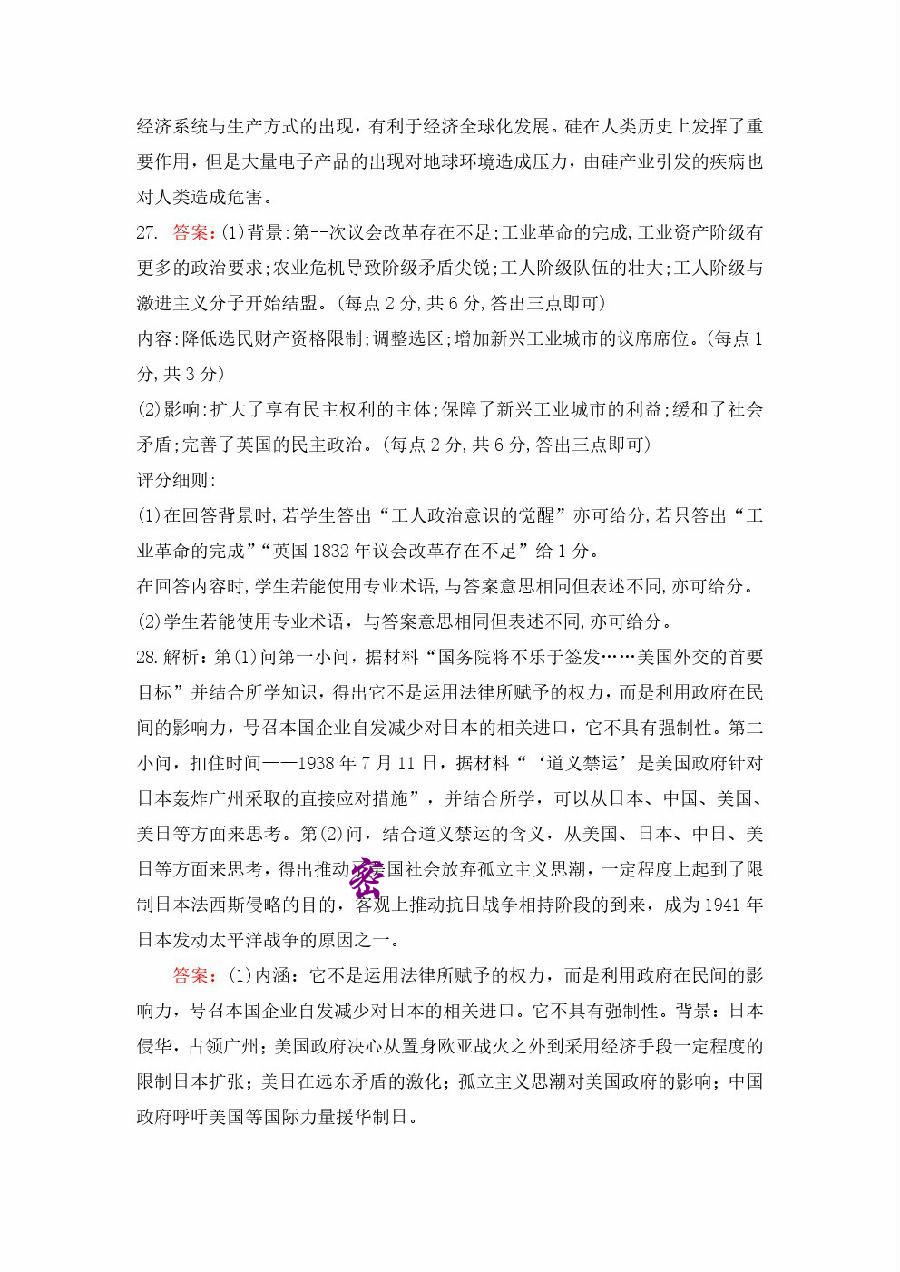 经济系统与生产方式的出现，有利于经济全球化发展。硅在人类历史上发挥了重
要作用，但是大量电子产品的出现对地球环境造成压力，由硅产业引发的疾病也
对人类造成危害。
27. 答案:(1)背景:第--次议会改革存在不足;工业革命的完成,工业资产阶级有
更多的政治要求;农业危机导致阶级矛盾尖锐;工人阶级队伍的壮大;工人阶级与
激进主义分子开始结盟。(每点2分,共6分,答出三点即可)
内容:降低选民财产资格限制;调整选区;增加新兴工业城市的议席席位。(每点1
分,共3分)
(2)影响:扩大了享有民主权利的主体;保障了新兴工业城市的利益;缓和了社会
矛盾;完善了英国的民主政治。(每点2分,共6分,答出三点即可)
评分细则:
(1)在回答背景时,若学生答出“工人政治意识的觉醒”亦可给分,若只答出“工
业革命的完成”“英国1832年议会改革存在不足”给1分。
在回答内容时,学生若能使用专业术语,与答案意思相同但表述不同,亦可给分。
(2)学生若能使用专业术语，与答案意思相同但表述不同,亦可给分。
28.解析：第(1)问第一小问，据材料“国务院将不乐于签发……美国外交的首要
目标”并结合所学知识，得出它不是运用法律所赋予的权力，而是利用政府在民
间的影响力，号召本国企业自发减少对日本的相关进口，它不具有强制性。第二
小问，扣住时间——1938年7月11日，据材料“‘道义禁运’是美国政府针对
日本轰炸广州采取的直接应对措施”，并结合所学，可以从日本、中国、美国、
美日等方面来思考。第(2)问，结合道义禁运的含义，从美国、日本、中日、美
日等方面来思考，得出推动 国社会放弃孤立主义思潮，一定程度上起到了限
密
制日本法西斯侵略的目的，客观上推动抗日战争相持阶段的到来，成为1941年
日本发动太平洋战争的原因之一。
答案：(1)内涵：它不是运用法律所赋予的权力，而是利用政府在民间的影
响力，号召本国企业自发减少对日本的相关进口。它不具有强制性。背景：日本
侵华，占领广州；美国政府决心从置身欧亚战火之外到采用经济手段一定程度的
限制日本扩张；美日在远东矛盾的激化；孤立主义思潮对美国政府的影响；中国
政府呼吁美国等国际力量援华制日。